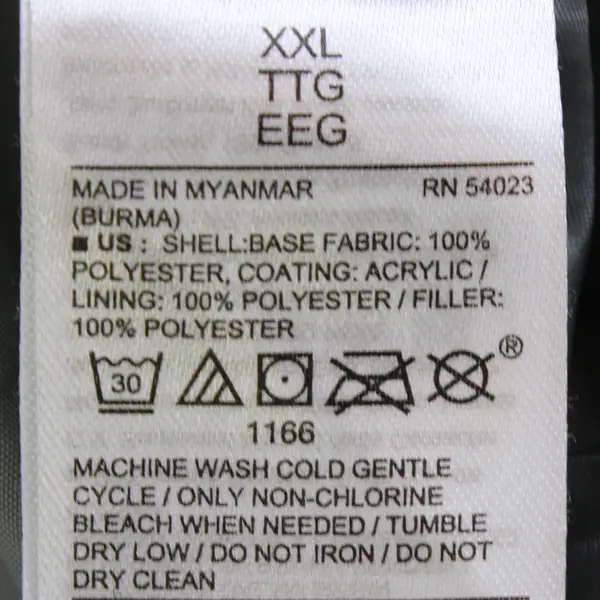 XXL
TTG
EEG
MADE IN MYANMAR RN 54023
(BURMA)
■ US : SHELL:BASE FABRIC: 100%
POLYESTER, COATING: ACRYLIC /
LINING: 100% POLYESTER / FILLER:
100% POLYESTER
30 ®
1166
MACHINE WASH COLD GENTLE
CYCLE / ONLY NON-CHLORINE
BLEACH WHEN NEEDED / TUMBLE
DRY LOW / DO NOT IRON / DO NOT
DRY CLEAN